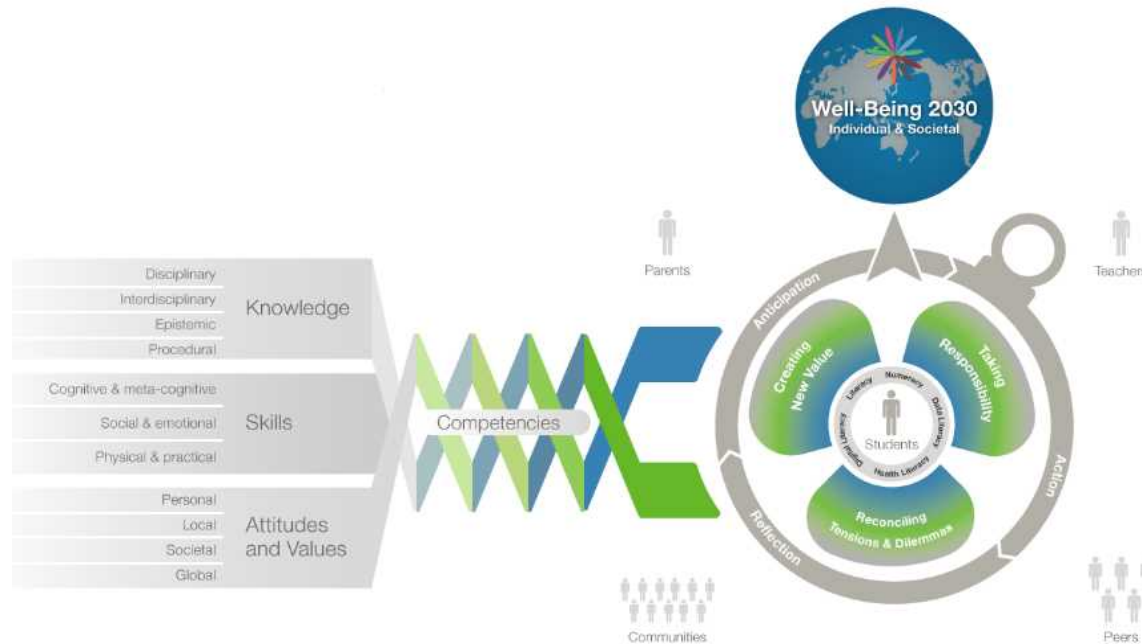 Well-Being 2030
Individual & Societal
Parents
Teachers
Disciplinary
Interdisciplinary
Epistemic
Procedural
Knowledge
Cognitive & meta-cognitive
Social & emotional
Physical & practical
Skills
Personal
Local
Societal
Global
Attitudes
and Values
Competencies
Anticipation
Action
Reflection
Creating
New Value
Taking
Responsibility
Reconciling
Tensions & Dilemmas
Literacy
Numeracy
Data Literacy
Health Literacy
Digital Literacy
Students
Communities
Peers